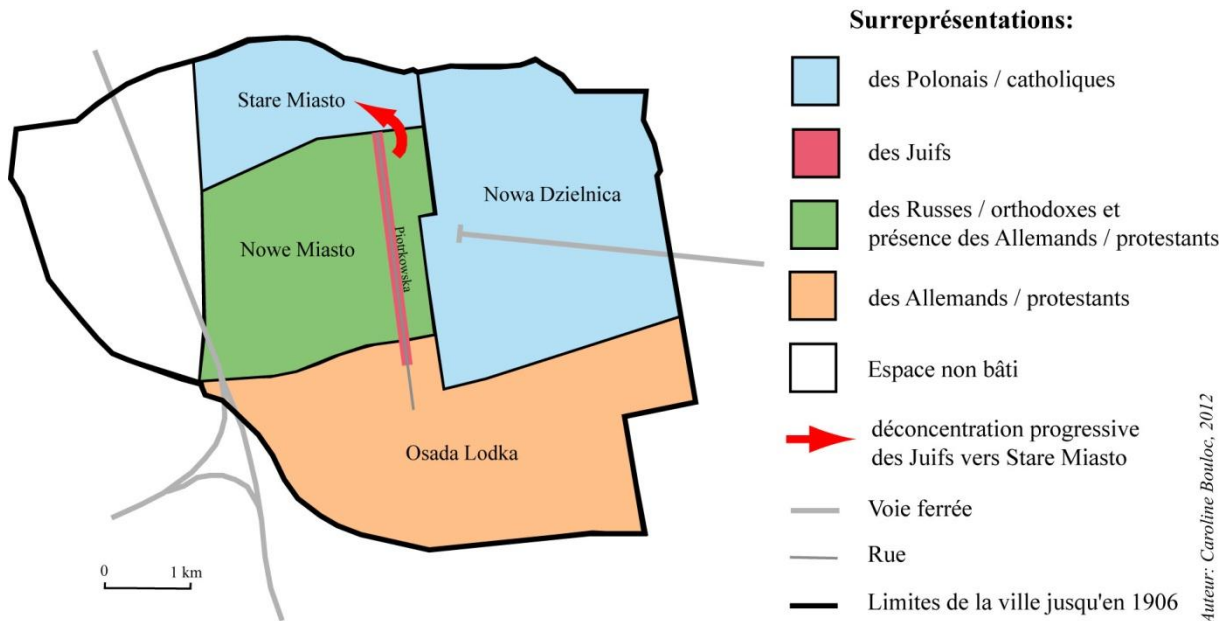 Stare Miasto
Nowa Dzielnica
Nowe Miasto
Piotrkowska
Osada Lodka
0 1 km
Surreprésentations:
des Polonais / catholiques
des Juifs
des Russes / orthodoxes et
présence des Allemands / protestants
des Allemands / protestants
Espace non bâti
déconcentration progressive
des Juifs vers Stare Miasto
Voie ferrée
Rue
Limites de la ville jusqu'en 1906
Auteur: Caroline Bouloc, 2012